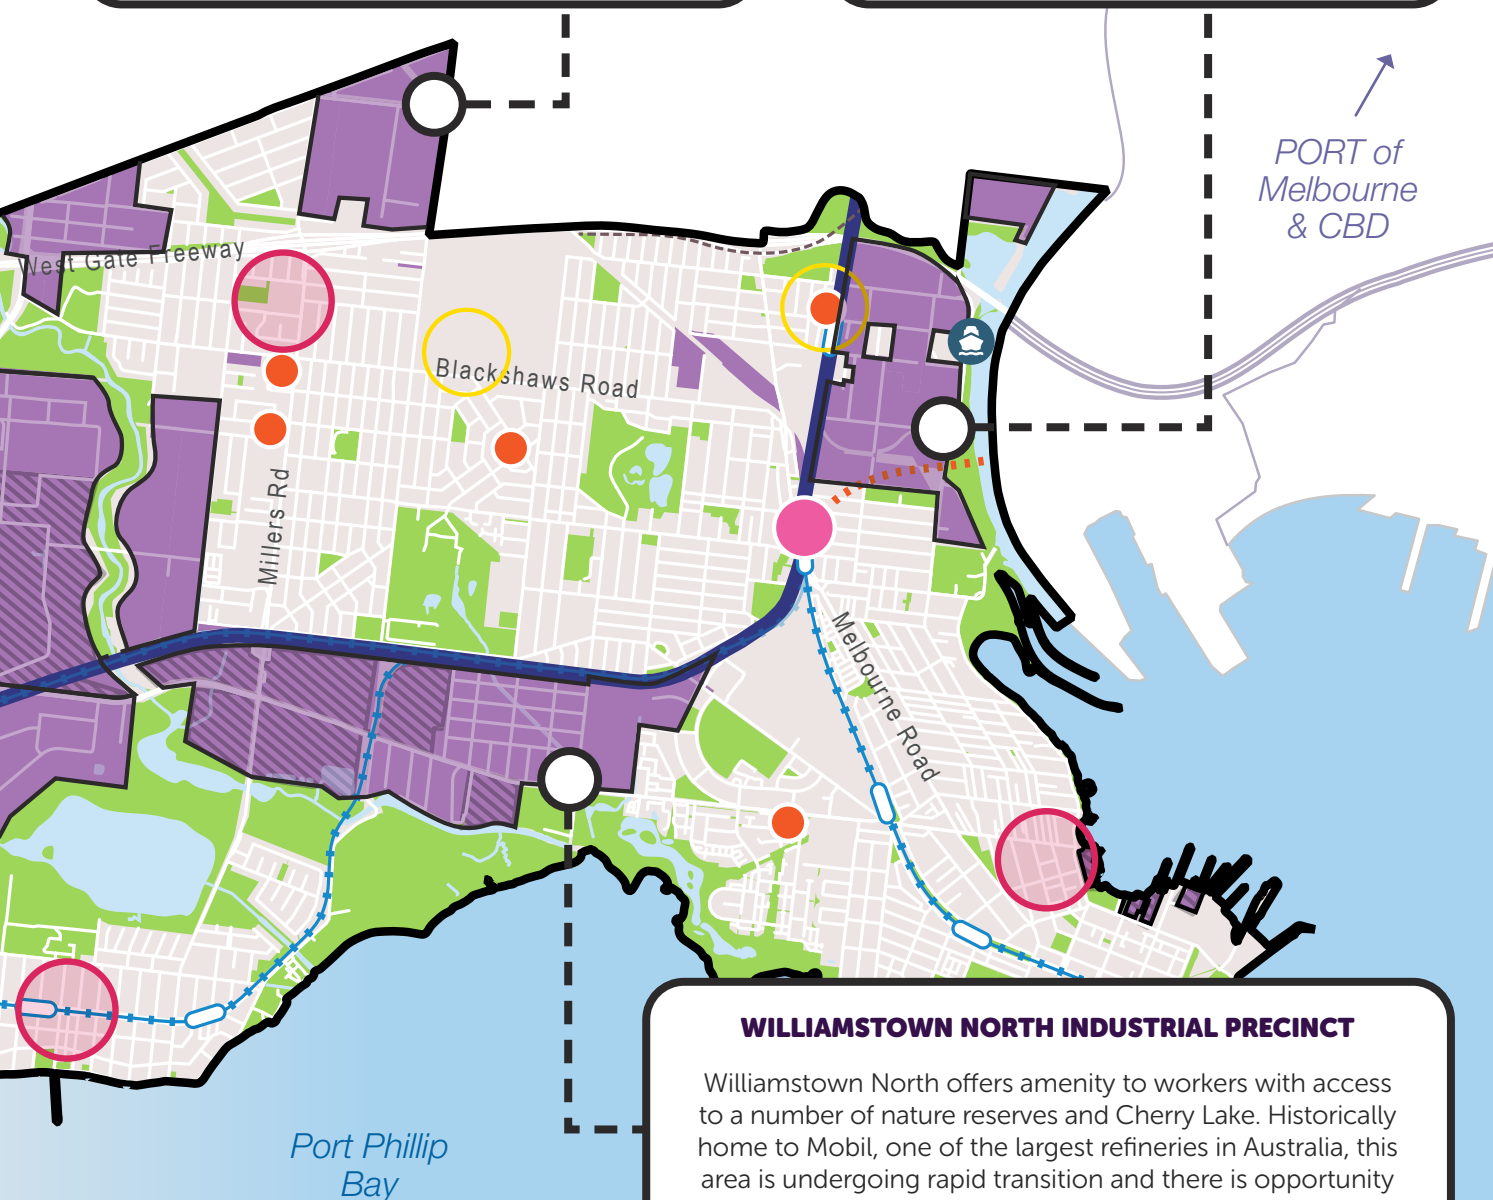 PORT of
Melbourne
& CBD
West Gate Freeway
Blackshaws Road
Millers Rd
Melbourne Road
WILLIAMSTOWN NORTH INDUSTRIAL PRECINCT
Williamstown North offers amenity to workers with access
to a number of nature reserves and Cherry Lake. Historically
home to Mobil, one of the largest refineries in Australia, this
area is undergoing rapid transition and there is opportunity
Port Phillip
Bay